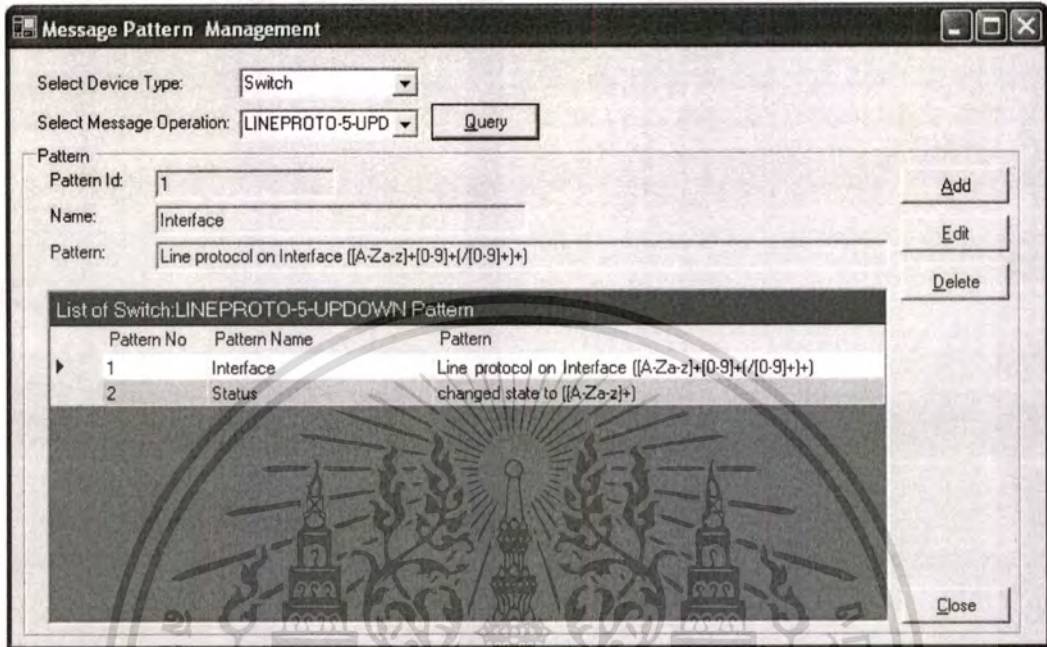 Message Pattern Management
Select Device Type: Switch
Select Message Operation: LINEPROTO-5-UPD Query
Pattern
Pattern Id: 1
Name: Interface
Pattern: Line protocol on Interface ([A-Za-z]+[0-9]+(/[0-9]+)+)
Add
Edit
Delete
List of Switch:LINEPROTO-5-UPDOWN Pattern
Pattern No Pattern Name Pattern
1 Interface Line protocol on Interface ([A-Za-z]+[0-9]+(/[0-9]+)+)
2 Status changed state to ([A-Za-z]+)
Close